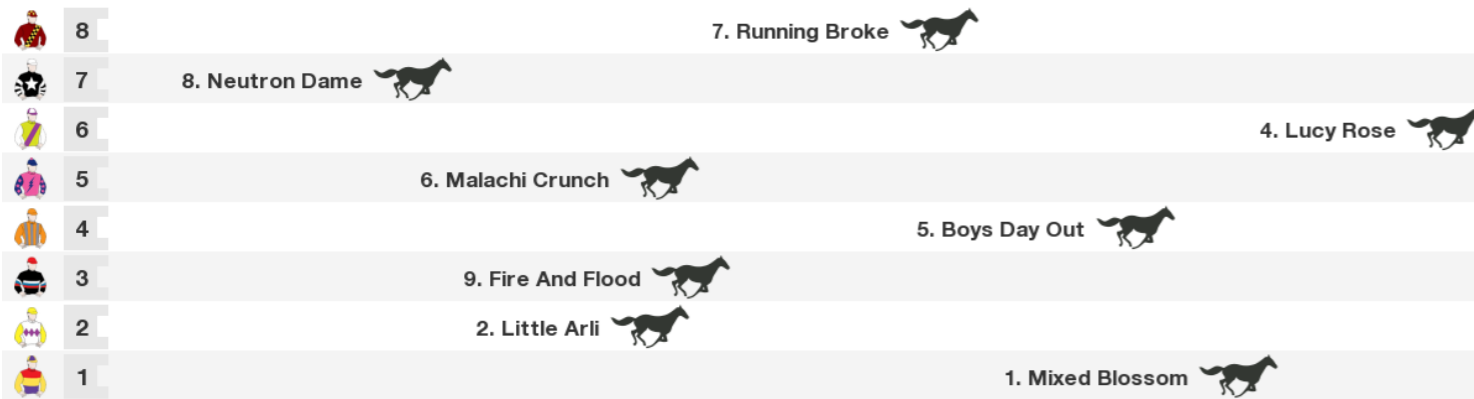 8 7. Running Broke
7 8. Neutron Dame
6 4. Lucy Rose
5 6. Malachi Crunch
4 5. Boys Day Out
3 9. Fire And Flood
2 2. Little Arli
1 1. Mixed Blossom